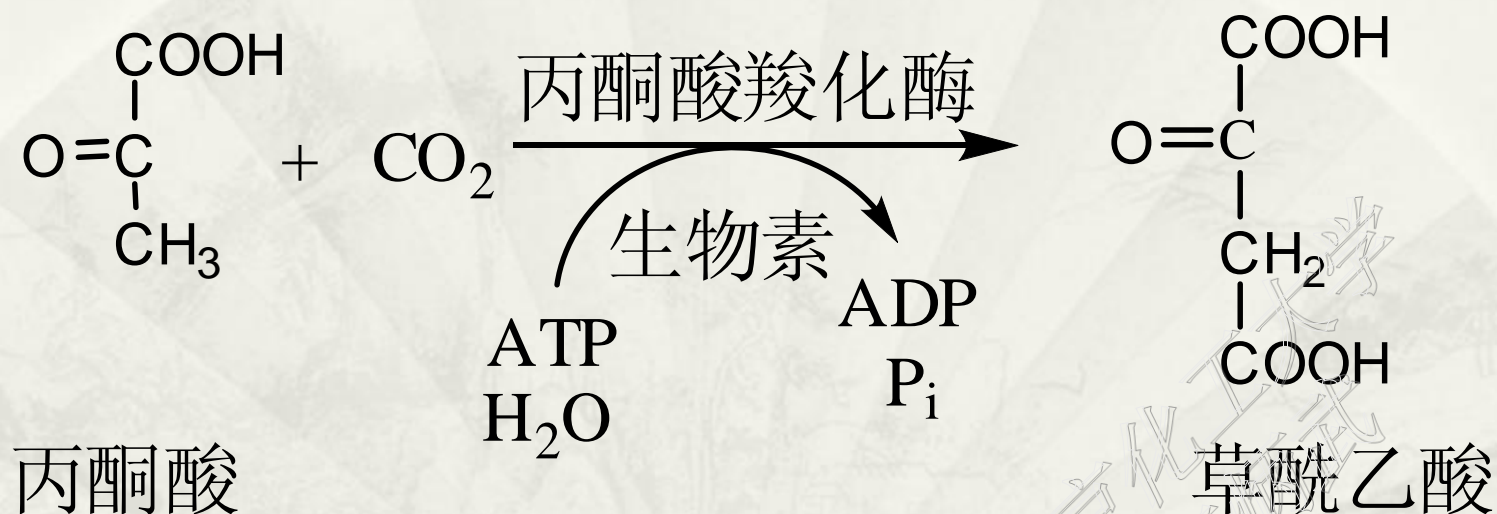 COOH
O=C
CH₃
+ CO₂
丙酮酸羧化酶
生物素
ATP
H₂O
ADP
Pᵢ
COOH
O=C
CH₂
COOH
丙酮酸
草酰乙酸